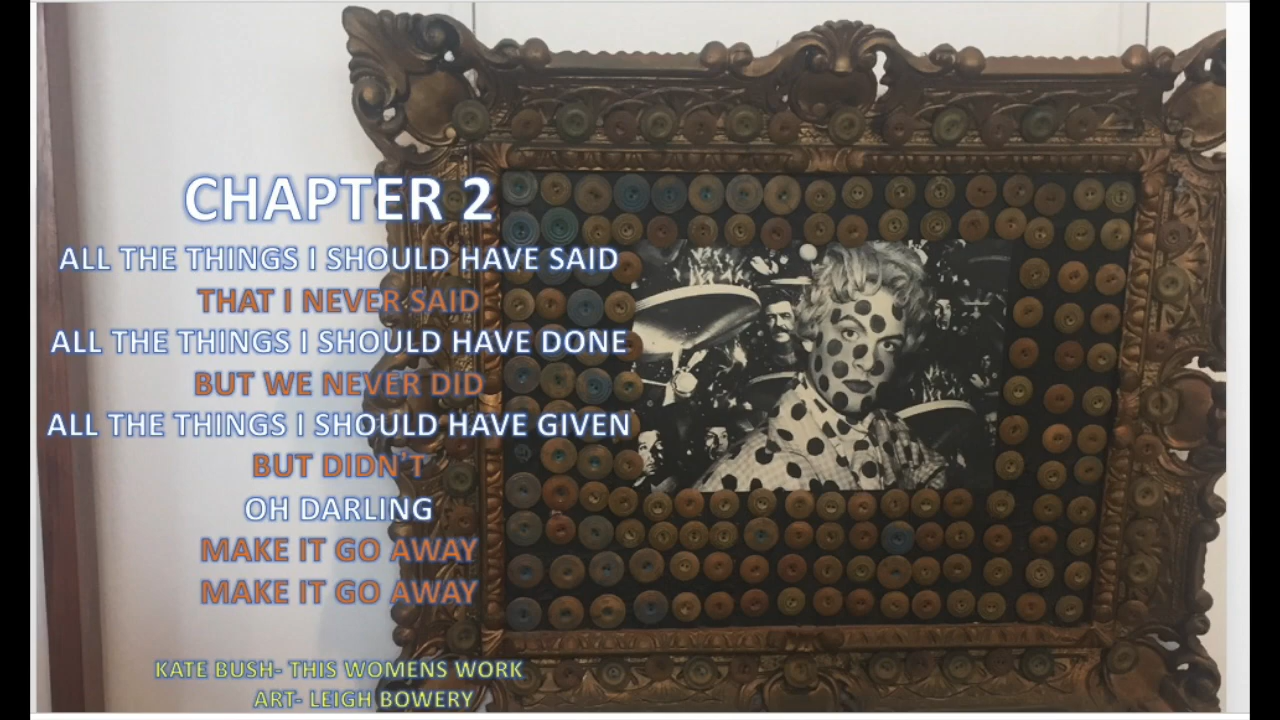 CHAPTER 2
ALL THE THINGS I SHOULD HAVE SAID
THAT I NEVER SAID
ALL THE THINGS I SHOULD HAVE DONE
BUT WE NEVER DID
ALL THE THINGS I SHOULD HAVE GIVEN
BUT DIDN'T
OH DARLING
MAKE IT GO AWAY
MAKE IT GO AWAY
KATE BUSH- THIS WOMENS WORK
ART- LEIGH BOWERY